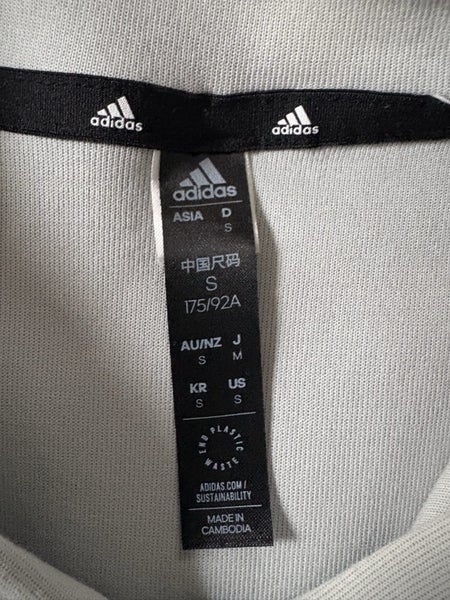 adidas
adidas
adidas
ASIA D
S
中国尺码
S
175/92A
AU/NZ J
S M
KR US
S S
END PLASTIC WASTE
ADIDAS.COM/
SUSTAINABILITY
MADE IN
CAMBODIA